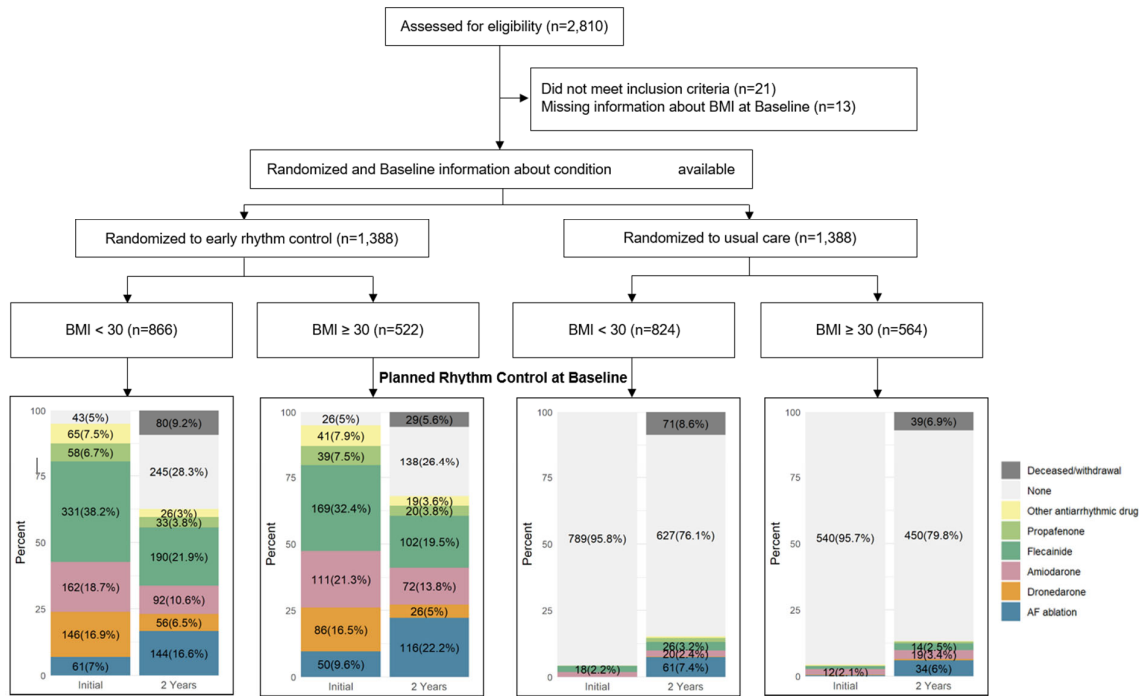 Assessed for eligibility (n=2,810)
Did not meet inclusion criteria (n=21)
Missing information about BMI at Baseline (n=13)
Randomized and Baseline information about condition available
Randomized to early rhythm control (n=1,388)
Randomized to usual care (n=1,388)
BMI < 30 (n=866)
BMI ≥ 30 (n=522)
BMI < 30 (n=824)
BMI ≥ 30 (n=564)
Planned Rhythm Control at Baseline
Percent
100
75
50
25
0
43(5%)
65(7.5%)
58(6.7%)
331(38.2%)
162(18.7%)
146(16.9%)
61(7%)
Initial
80(9.2%)
245(28.3%)
26(3%)
33(3.8%)
190(21.9%)
92(10.6%)
56(6.5%)
144(16.6%)
2 Years
Percent
100
75
50
25
0
26(5%)
41(7.9%)
39(7.5%)
169(32.4%)
111(21.3%)
86(16.5%)
50(9.6%)
Initial
29(5.6%)
138(26.4%)
19(3.6%)
20(3.8%)
102(19.5%)
72(13.8%)
26(5%)
116(22.2%)
2 Years
Percent
100
75
50
25
0
789(95.8%)
18(2.2%)
Initial
71(8.6%)
627(76.1%)
26(3.2%)
20(2.4%)
61(7.4%)
2 Years
Percent
100
75
50
25
0
540(95.7%)
12(2.1%)
Initial
39(6.9%)
450(79.8%)
14(2.5%)
19(3.4%)
34(6%)
2 Years
Deceased/withdrawal
None
Other antiarrhythmic drug
Propafenone
Flecainide
Amiodarone
Dronedarone
AF ablation